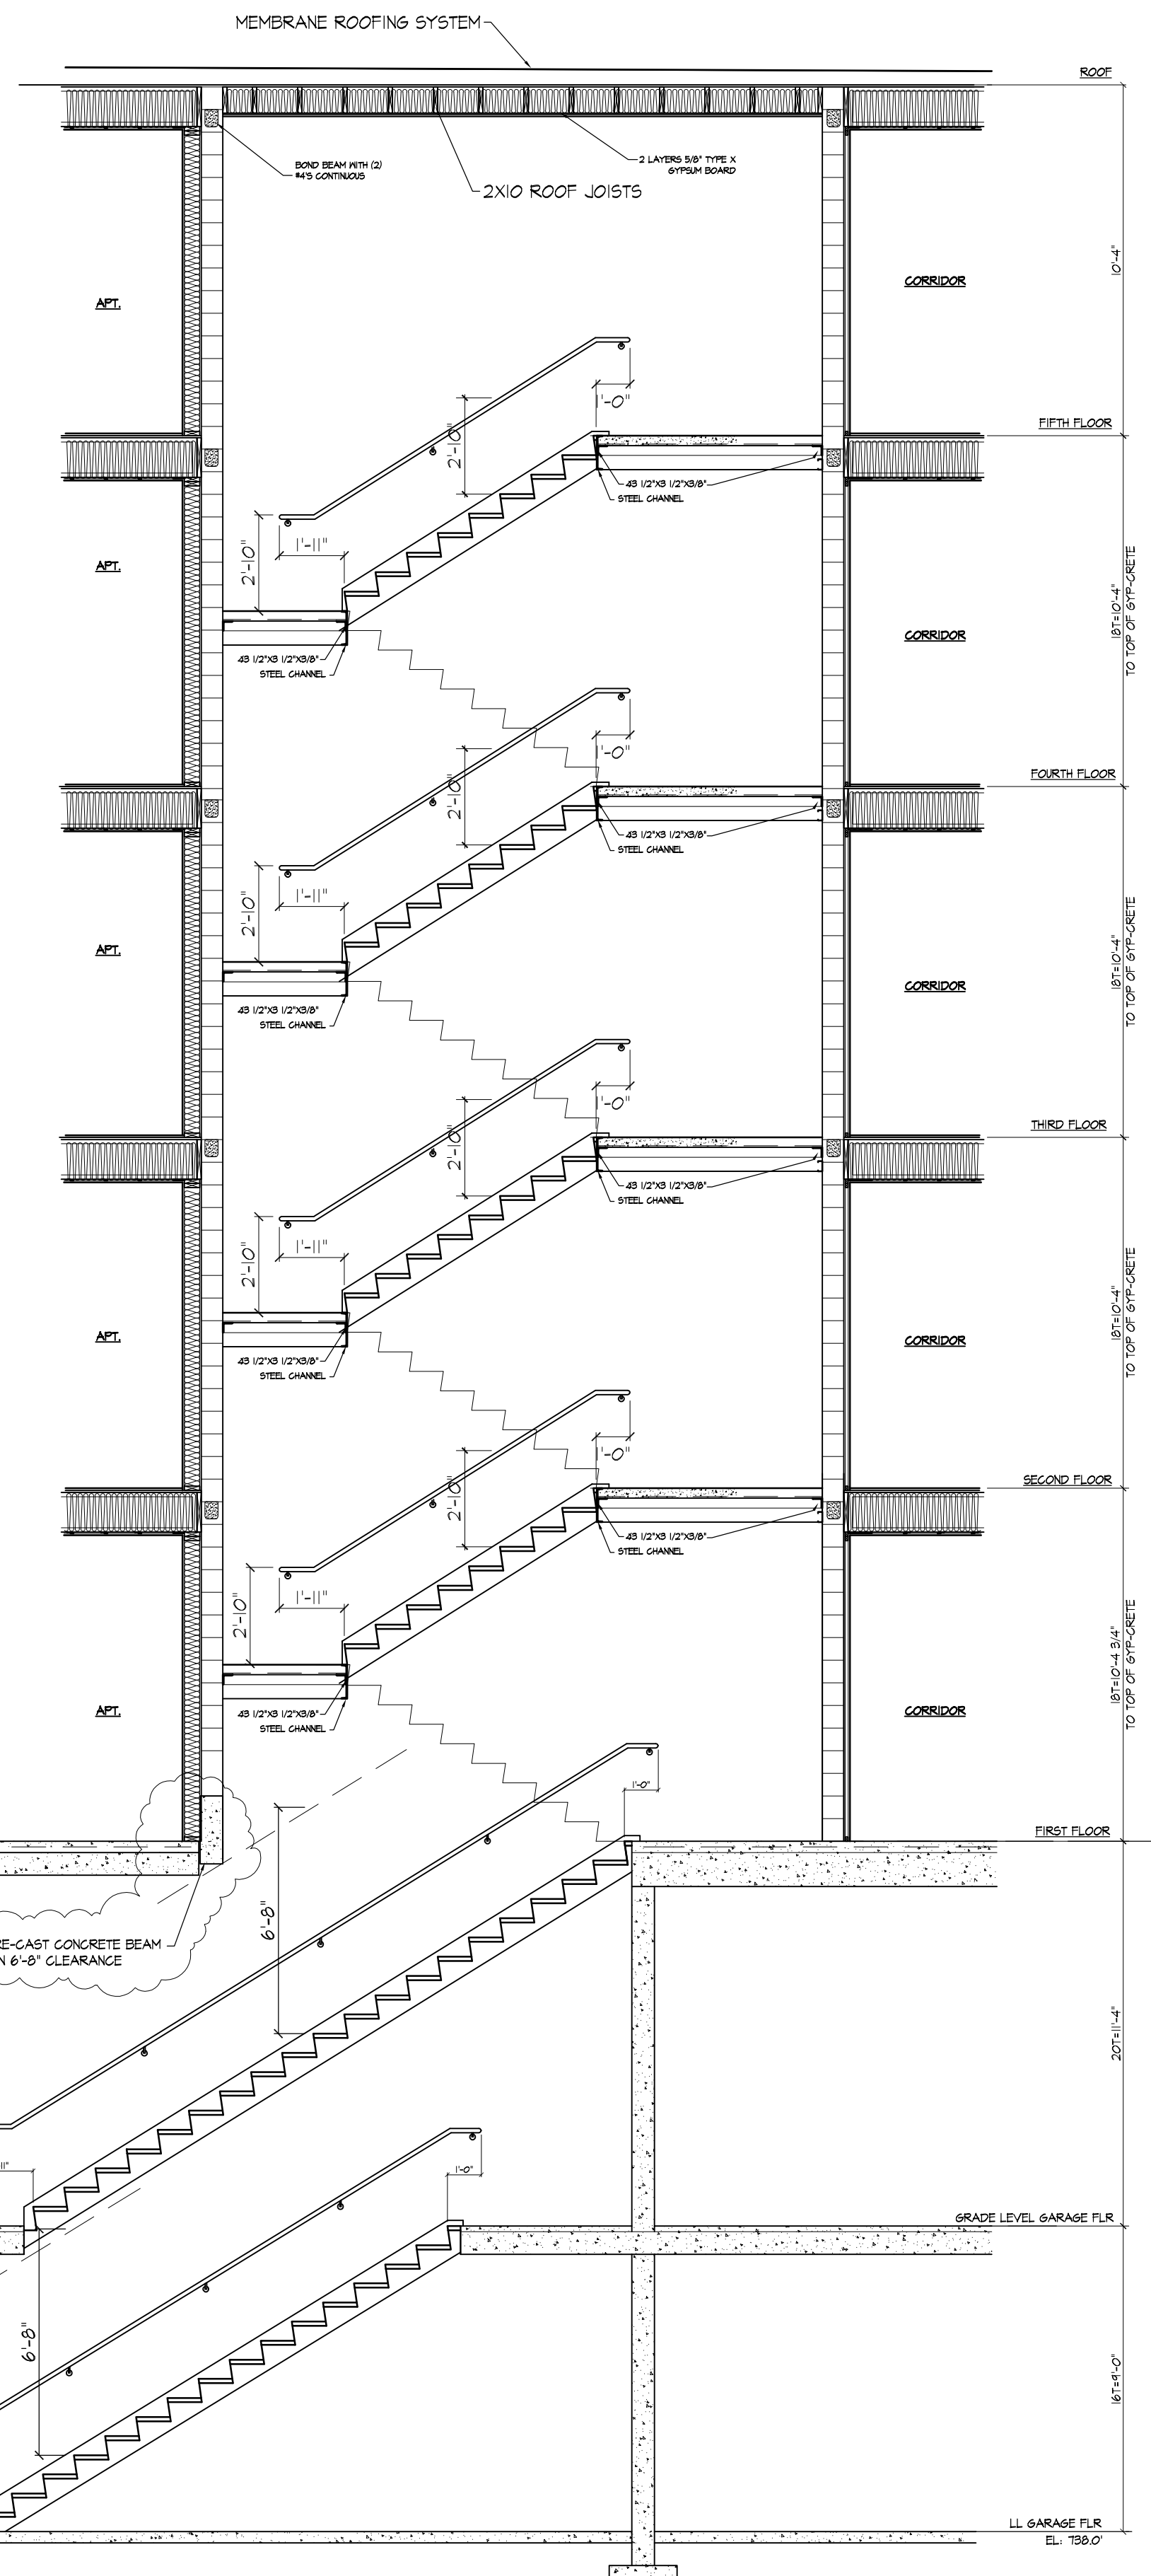 MEMBRANE ROOFING SYSTEM
ROOF
BOND BEAM WITH (2)
#4'S CONTINUOUS
2 LAYERS 5/8" TYPE X
GYPSUM BOARD
2X10 ROOF JOISTS
10'-4"
APT.
CORRIDOR
1'-0"
2'-10"
FIFTH FLOOR
43 1/2"X3 1/2"X3/8"
STEEL CHANNEL
1'-11"
2'-10"
APT.
CORRIDOR
18T=10'-4"
TO TOP OF GYP-CRETE
43 1/2"X3 1/2"X3/8"
STEEL CHANNEL
1'-0"
2'-10"
FOURTH FLOOR
43 1/2"X3 1/2"X3/8"
STEEL CHANNEL
1'-11"
2'-10"
APT.
CORRIDOR
18T=10'-4"
TO TOP OF GYP-CRETE
43 1/2"X3 1/2"X3/8"
STEEL CHANNEL
1'-0"
2'-10"
THIRD FLOOR
43 1/2"X3 1/2"X3/8"
STEEL CHANNEL
1'-11"
2'-10"
APT.
CORRIDOR
18T=10'-4"
TO TOP OF GYP-CRETE
43 1/2"X3 1/2"X3/8"
STEEL CHANNEL
1'-0"
2'-10"
SECOND FLOOR
43 1/2"X3 1/2"X3/8"
STEEL CHANNEL
1'-11"
2'-10"
APT.
CORRIDOR
18T=10'-4 3/4"
TO TOP OF GYP-CRETE
43 1/2"X3 1/2"X3/8"
STEEL CHANNEL
1'-0"
FIRST FLOOR
6'-8"
RE-CAST CONCRETE BEAM
N 6'-8" CLEARANCE
20T=11'-4"
11"
1'-0"
GRADE LEVEL GARAGE FLR
6'-8"
16T=9'-0"
LL GARAGE FLR
EL: 738.0'